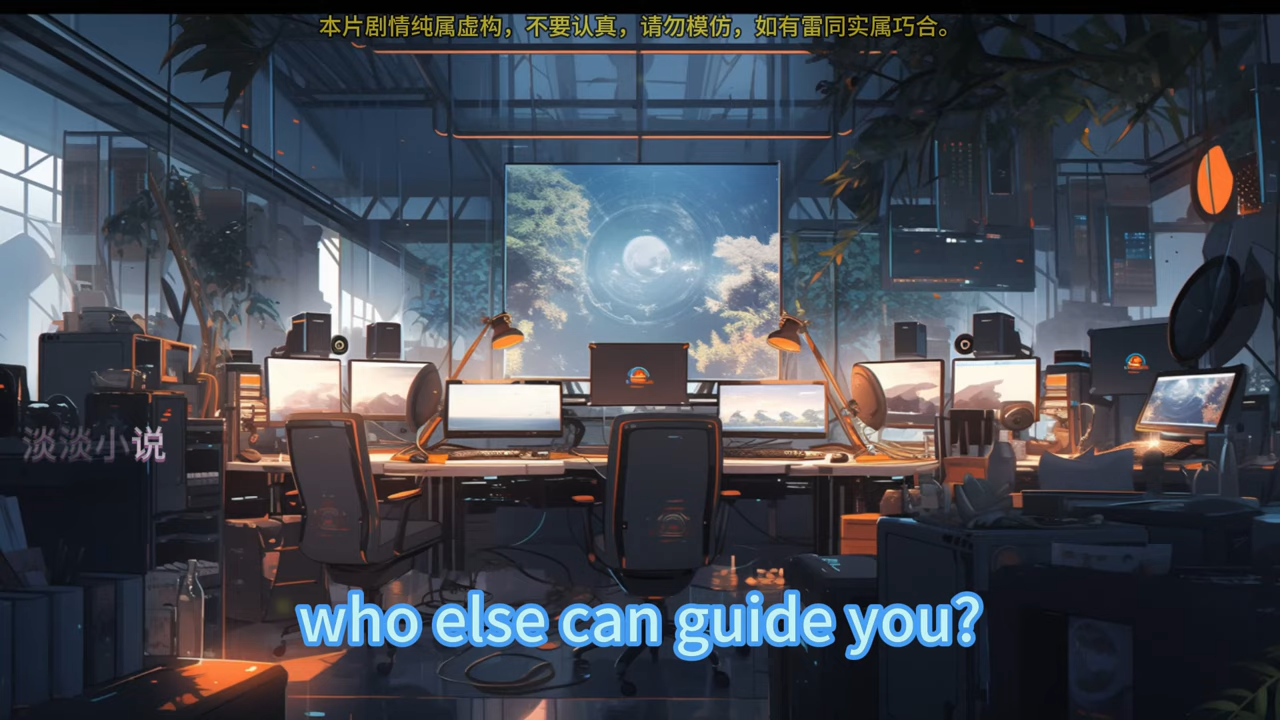 本片剧情纯属虚构，不要认真，请勿模仿，如有雷同实属巧合。
淡淡小说
who else can guide you?